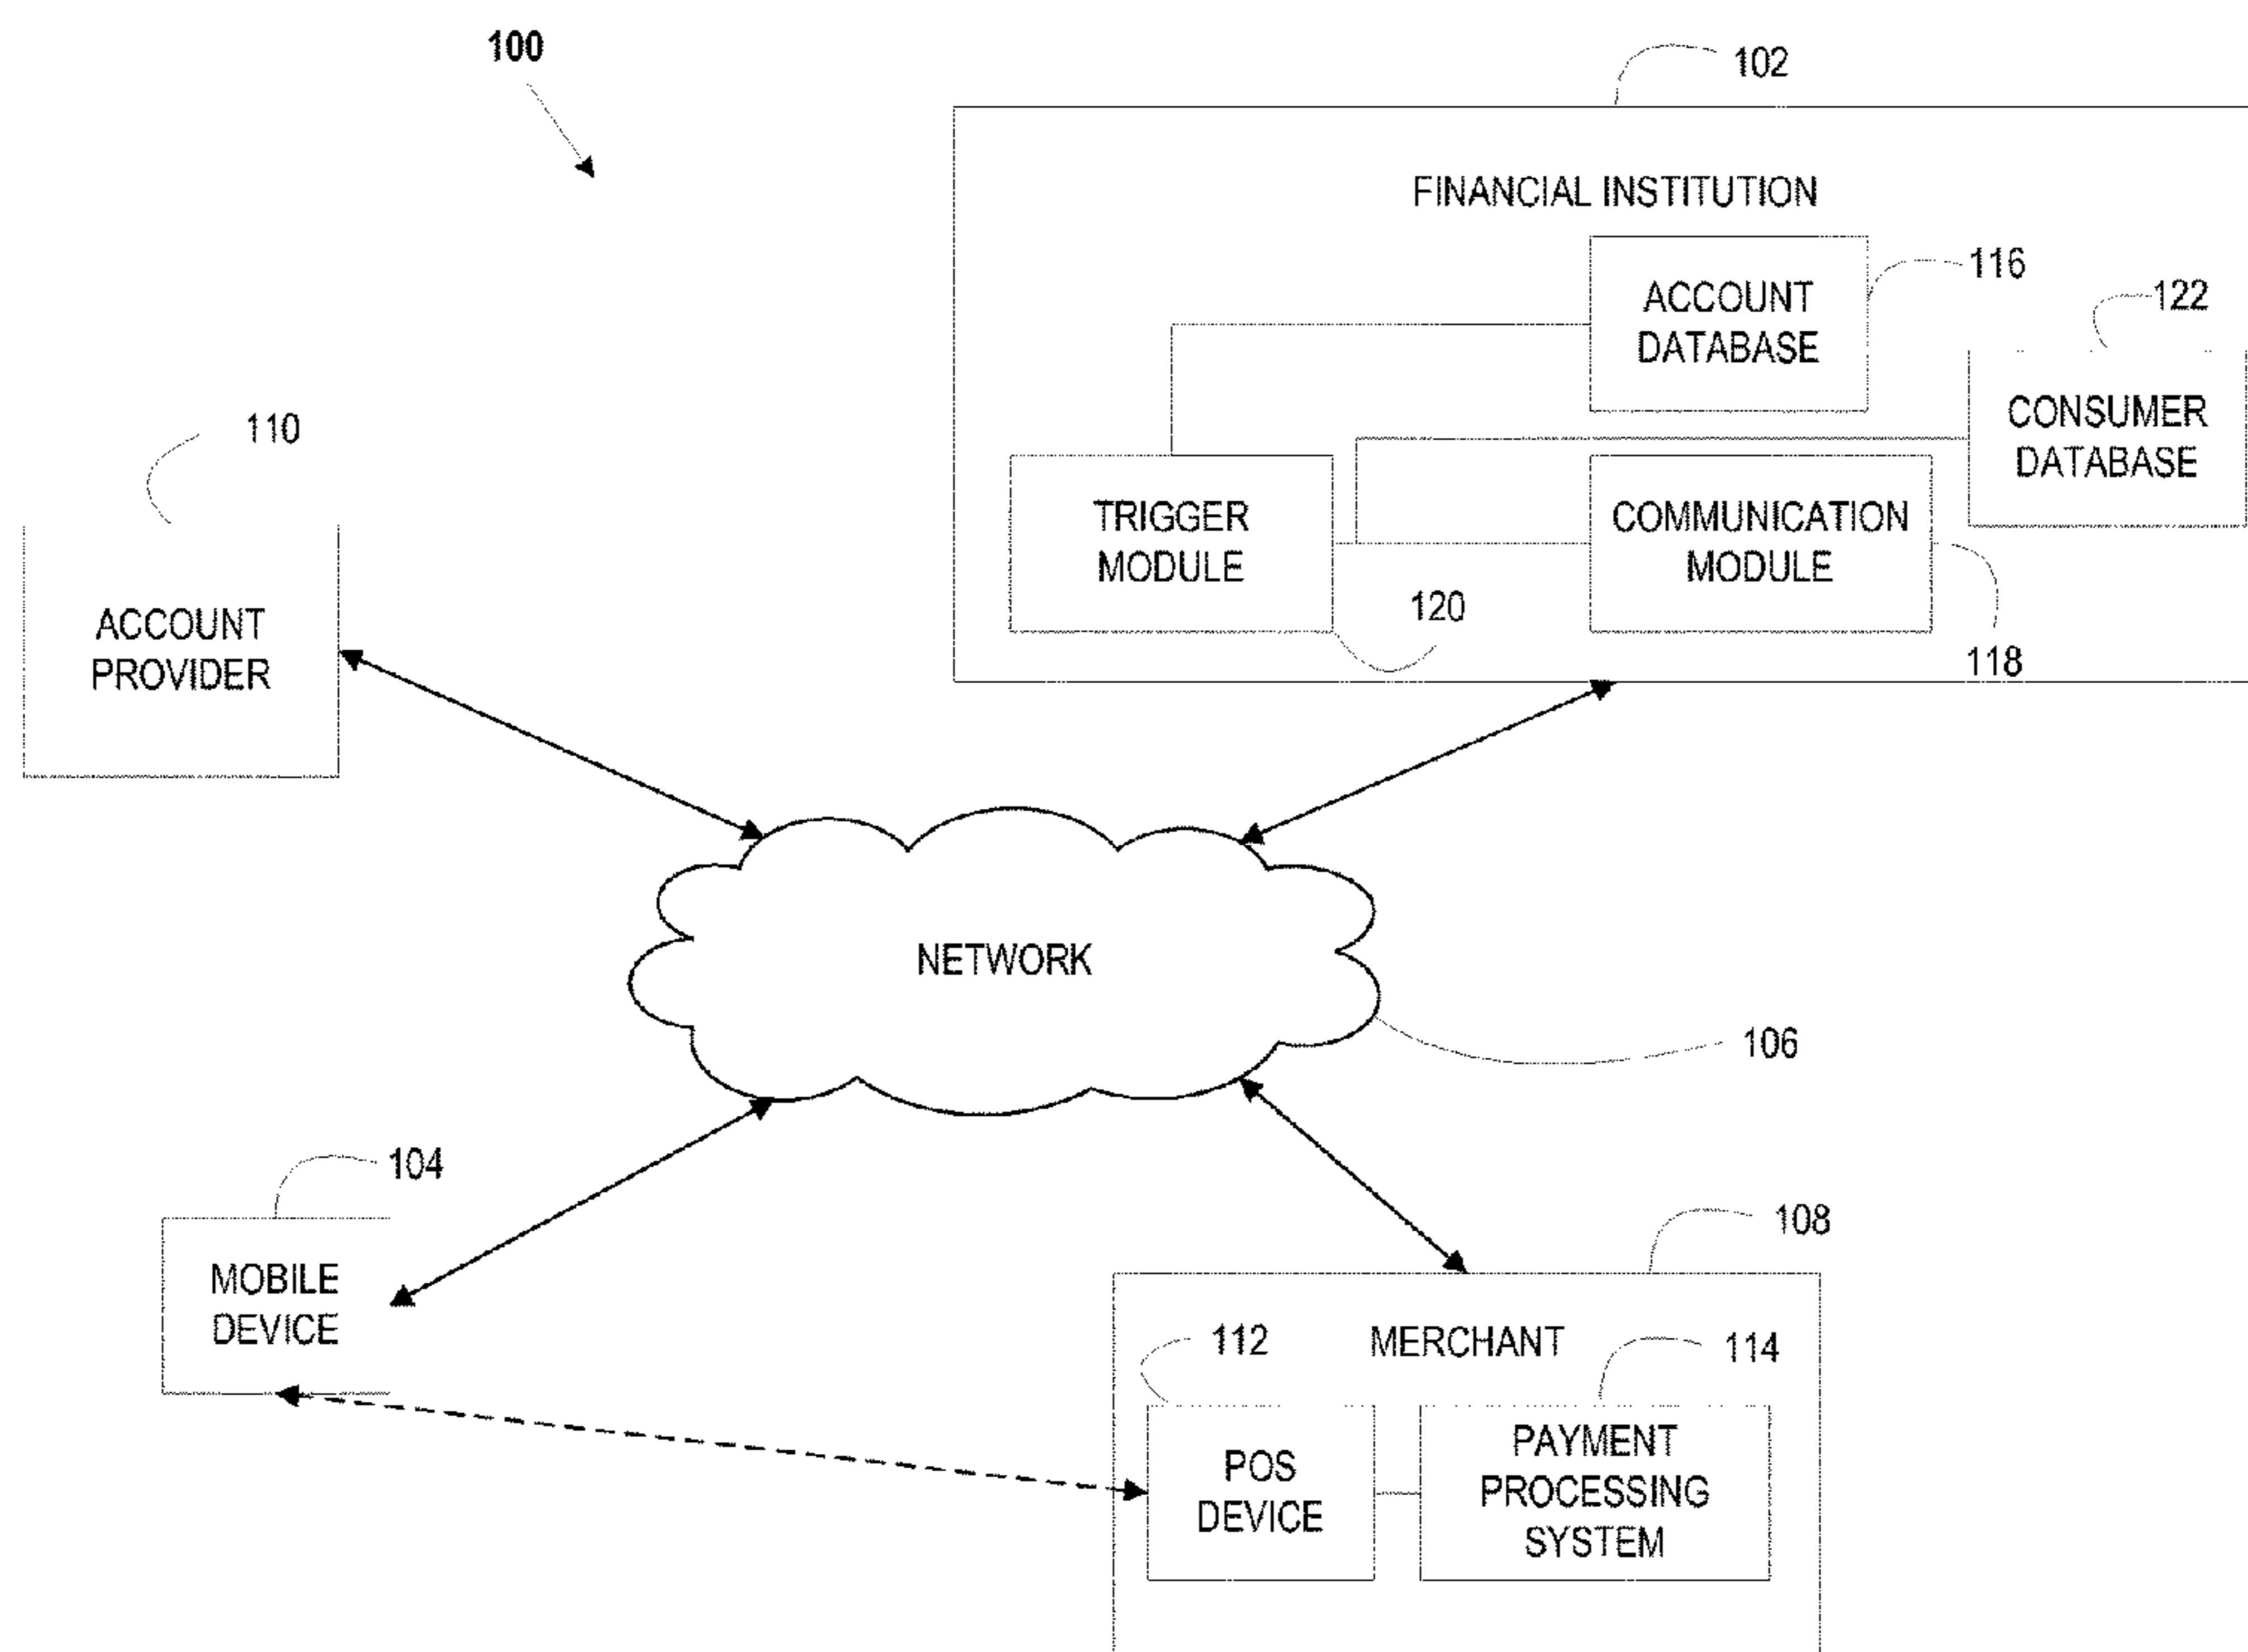 100
102
FINANCIAL INSTITUTION
116
ACCOUNT
DATABASE
122
CONSUMER
DATABASE
110
TRIGGER
MODULE
COMMUNICATION
MODULE
120
118
ACCOUNT
PROVIDER
NETWORK
106
104
MOBILE
DEVICE
108
MERCHANT
112
114
POS
DEVICE
PAYMENT
PROCESSING
SYSTEM